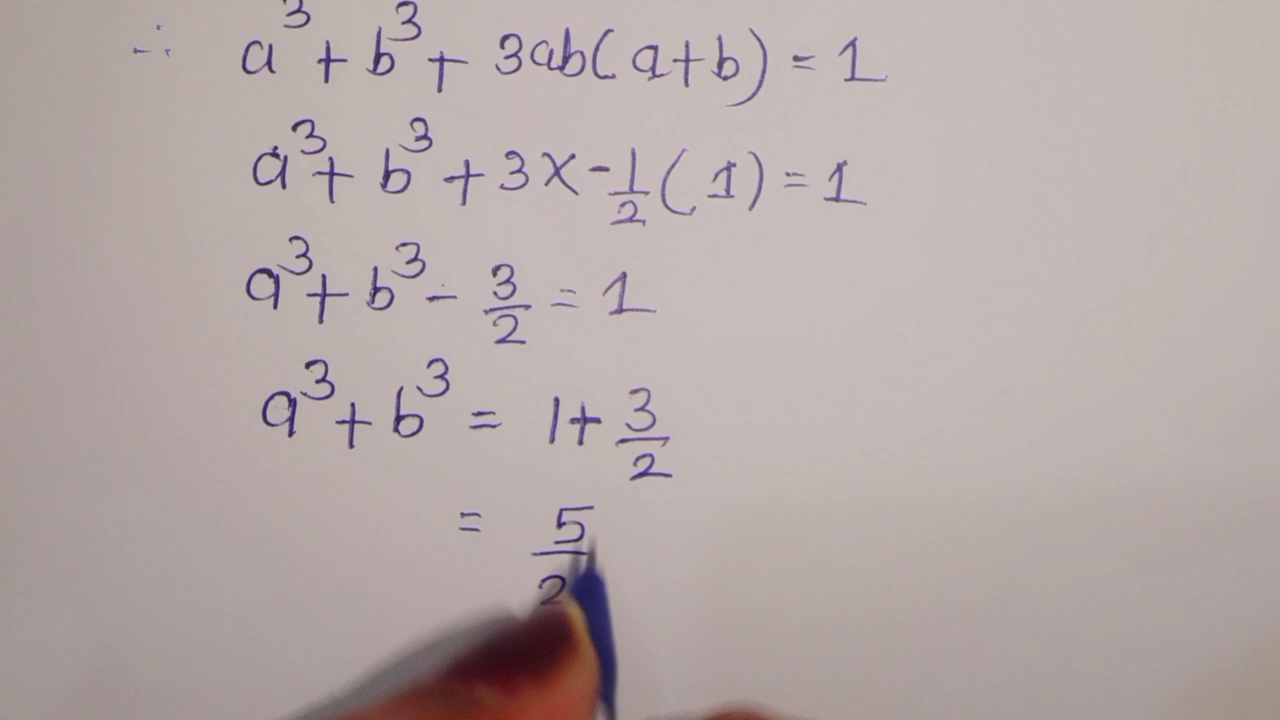 ∴ a³ + b³ + 3ab(a+b) = 1
a³ + b³ + 3 × -1/2 (1) = 1
a³ + b³ - 3/2 = 1
a³ + b³ = 1 + 3/2
= 5/2